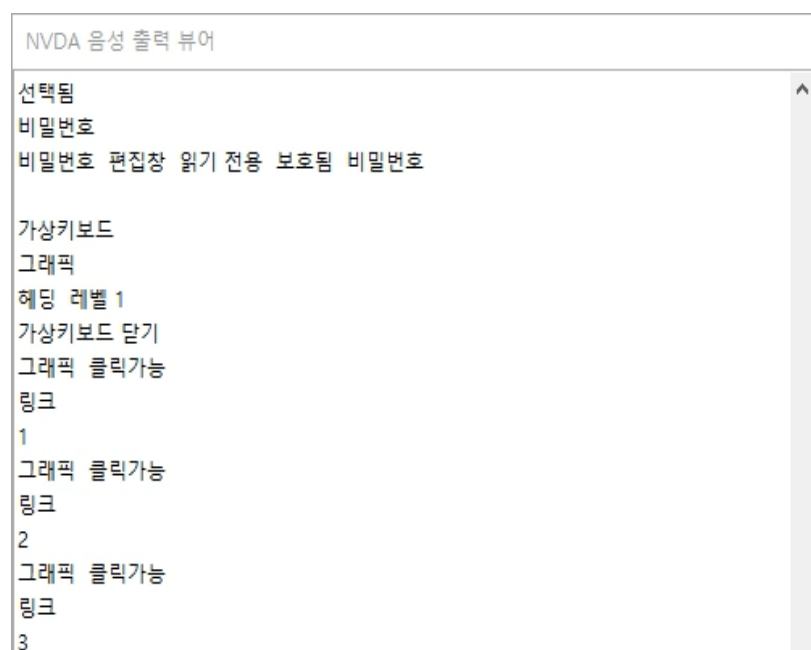 NVDA 음성 출력 뷰어
선택됨
비밀번호
비밀번호 편집창 읽기 전용 보호됨 비밀번호
가상키보드
그래픽
헤딩 레벨 1
가상키보드 닫기
그래픽 클릭가능
링크
1
그래픽 클릭가능
링크
2
그래픽 클릭가능
링크
3